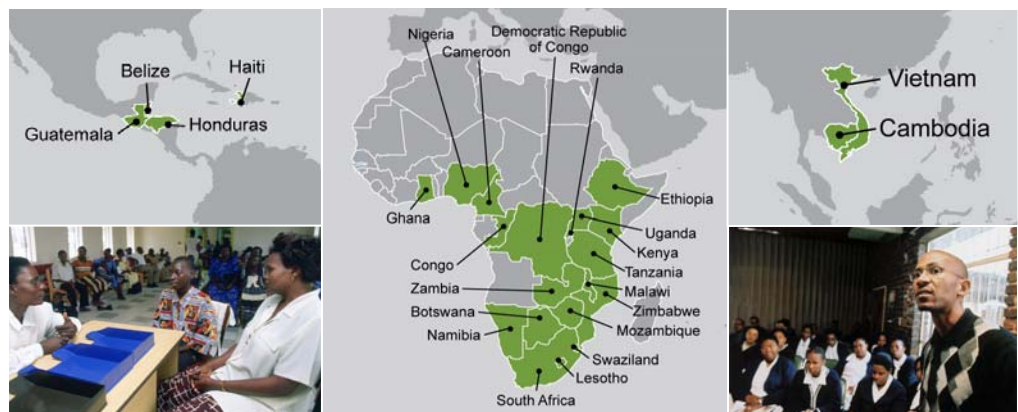 Belize
Haiti
Guatemala
Honduras
Nigeria
Cameroon
Democratic Republic
of Congo
Rwanda
Ghana
Ethiopia
Uganda
Kenya
Congo
Tanzania
Zambia
Malawi
Zimbabwe
Botswana
Mozambique
Namibia
Swaziland
Lesotho
South Africa
Vietnam
Cambodia